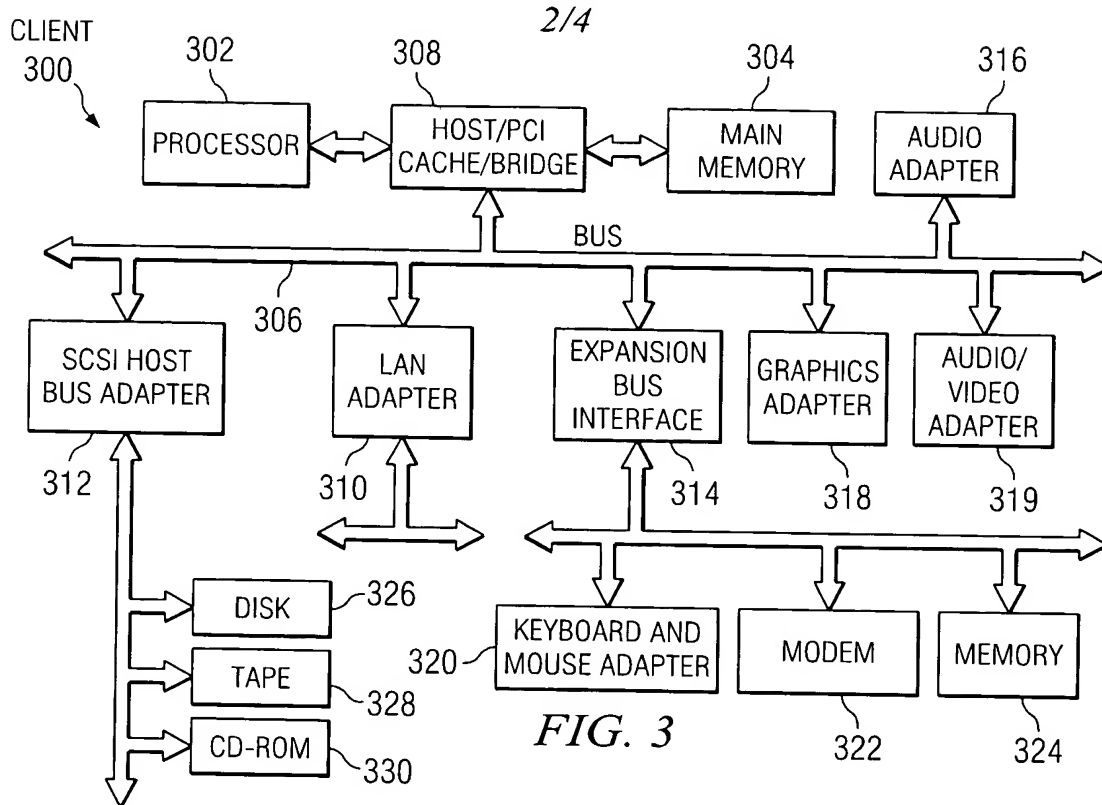 2/4
CLIENT
300
302
308
304
316
PROCESSOR
HOST/PCI
CACHE/BRIDGE
MAIN
MEMORY
AUDIO
ADAPTER
BUS
306
SCSI HOST
BUS ADAPTER
LAN
ADAPTER
EXPANSION
BUS
INTERFACE
GRAPHICS
ADAPTER
AUDIO/
VIDEO
ADAPTER
312
310
314
318
319
DISK
326
TAPE
328
CD-ROM
330
320
KEYBOARD AND
MOUSE ADAPTER
MODEM
MEMORY
322
324
FIG. 3